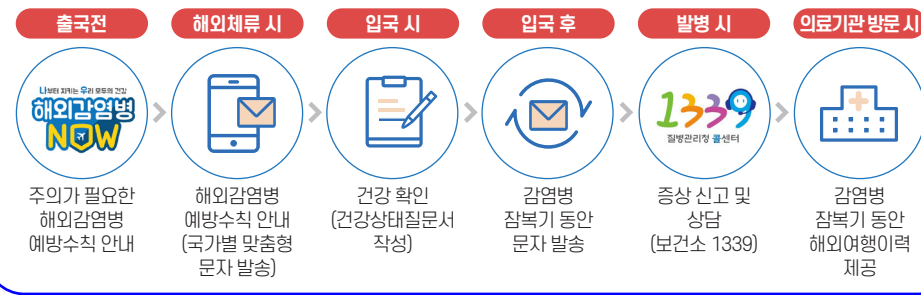 출국전
해외체류 시
입국 시
입국 후
발병 시
의료기관 방문 시
나부터 지키는 우리 모두의 건강
해외감염병
NOW
1339
질병관리청 콜센터
주의가 필요한
해외감염병
예방수칙 안내
해외감염병
예방수칙 안내
(국가별 맞춤형
문자 발송)
건강 확인
(건강상태질문서
작성)
감염병
잠복기 동안
문자 발송
증상 신고 및
상담
(보건소 1339)
감염병
잠복기 동안
해외여행이력
제공